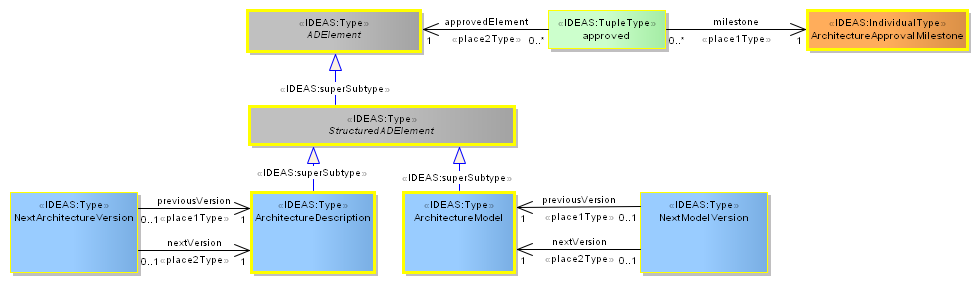 «IDEAS:Type»
ADElement
approvedElement
1
«place2Type»
0..*
«IDEAS:TupleType»
approved
milestone
0..*
«place1Type»
1
«IDEAS:IndividualType»
ArchitectureApprovalMilestone
«IDEAS:superSubtype»
«IDEAS:Type»
StructuredADElement
«IDEAS:superSubtype»
«IDEAS:superSubtype»
«IDEAS:Type»
NextArchitectureVersion
previousVersion
0..1
«place1Type»
1
nextVersion
0..1
«place2Type»
1
«IDEAS:Type»
ArchitectureDescription
«IDEAS:Type»
ArchitectureModel
previousVersion
1
«place1Type»
0..1
nextVersion
1
«place2Type»
0..1
«IDEAS:Type»
NextModelVersion